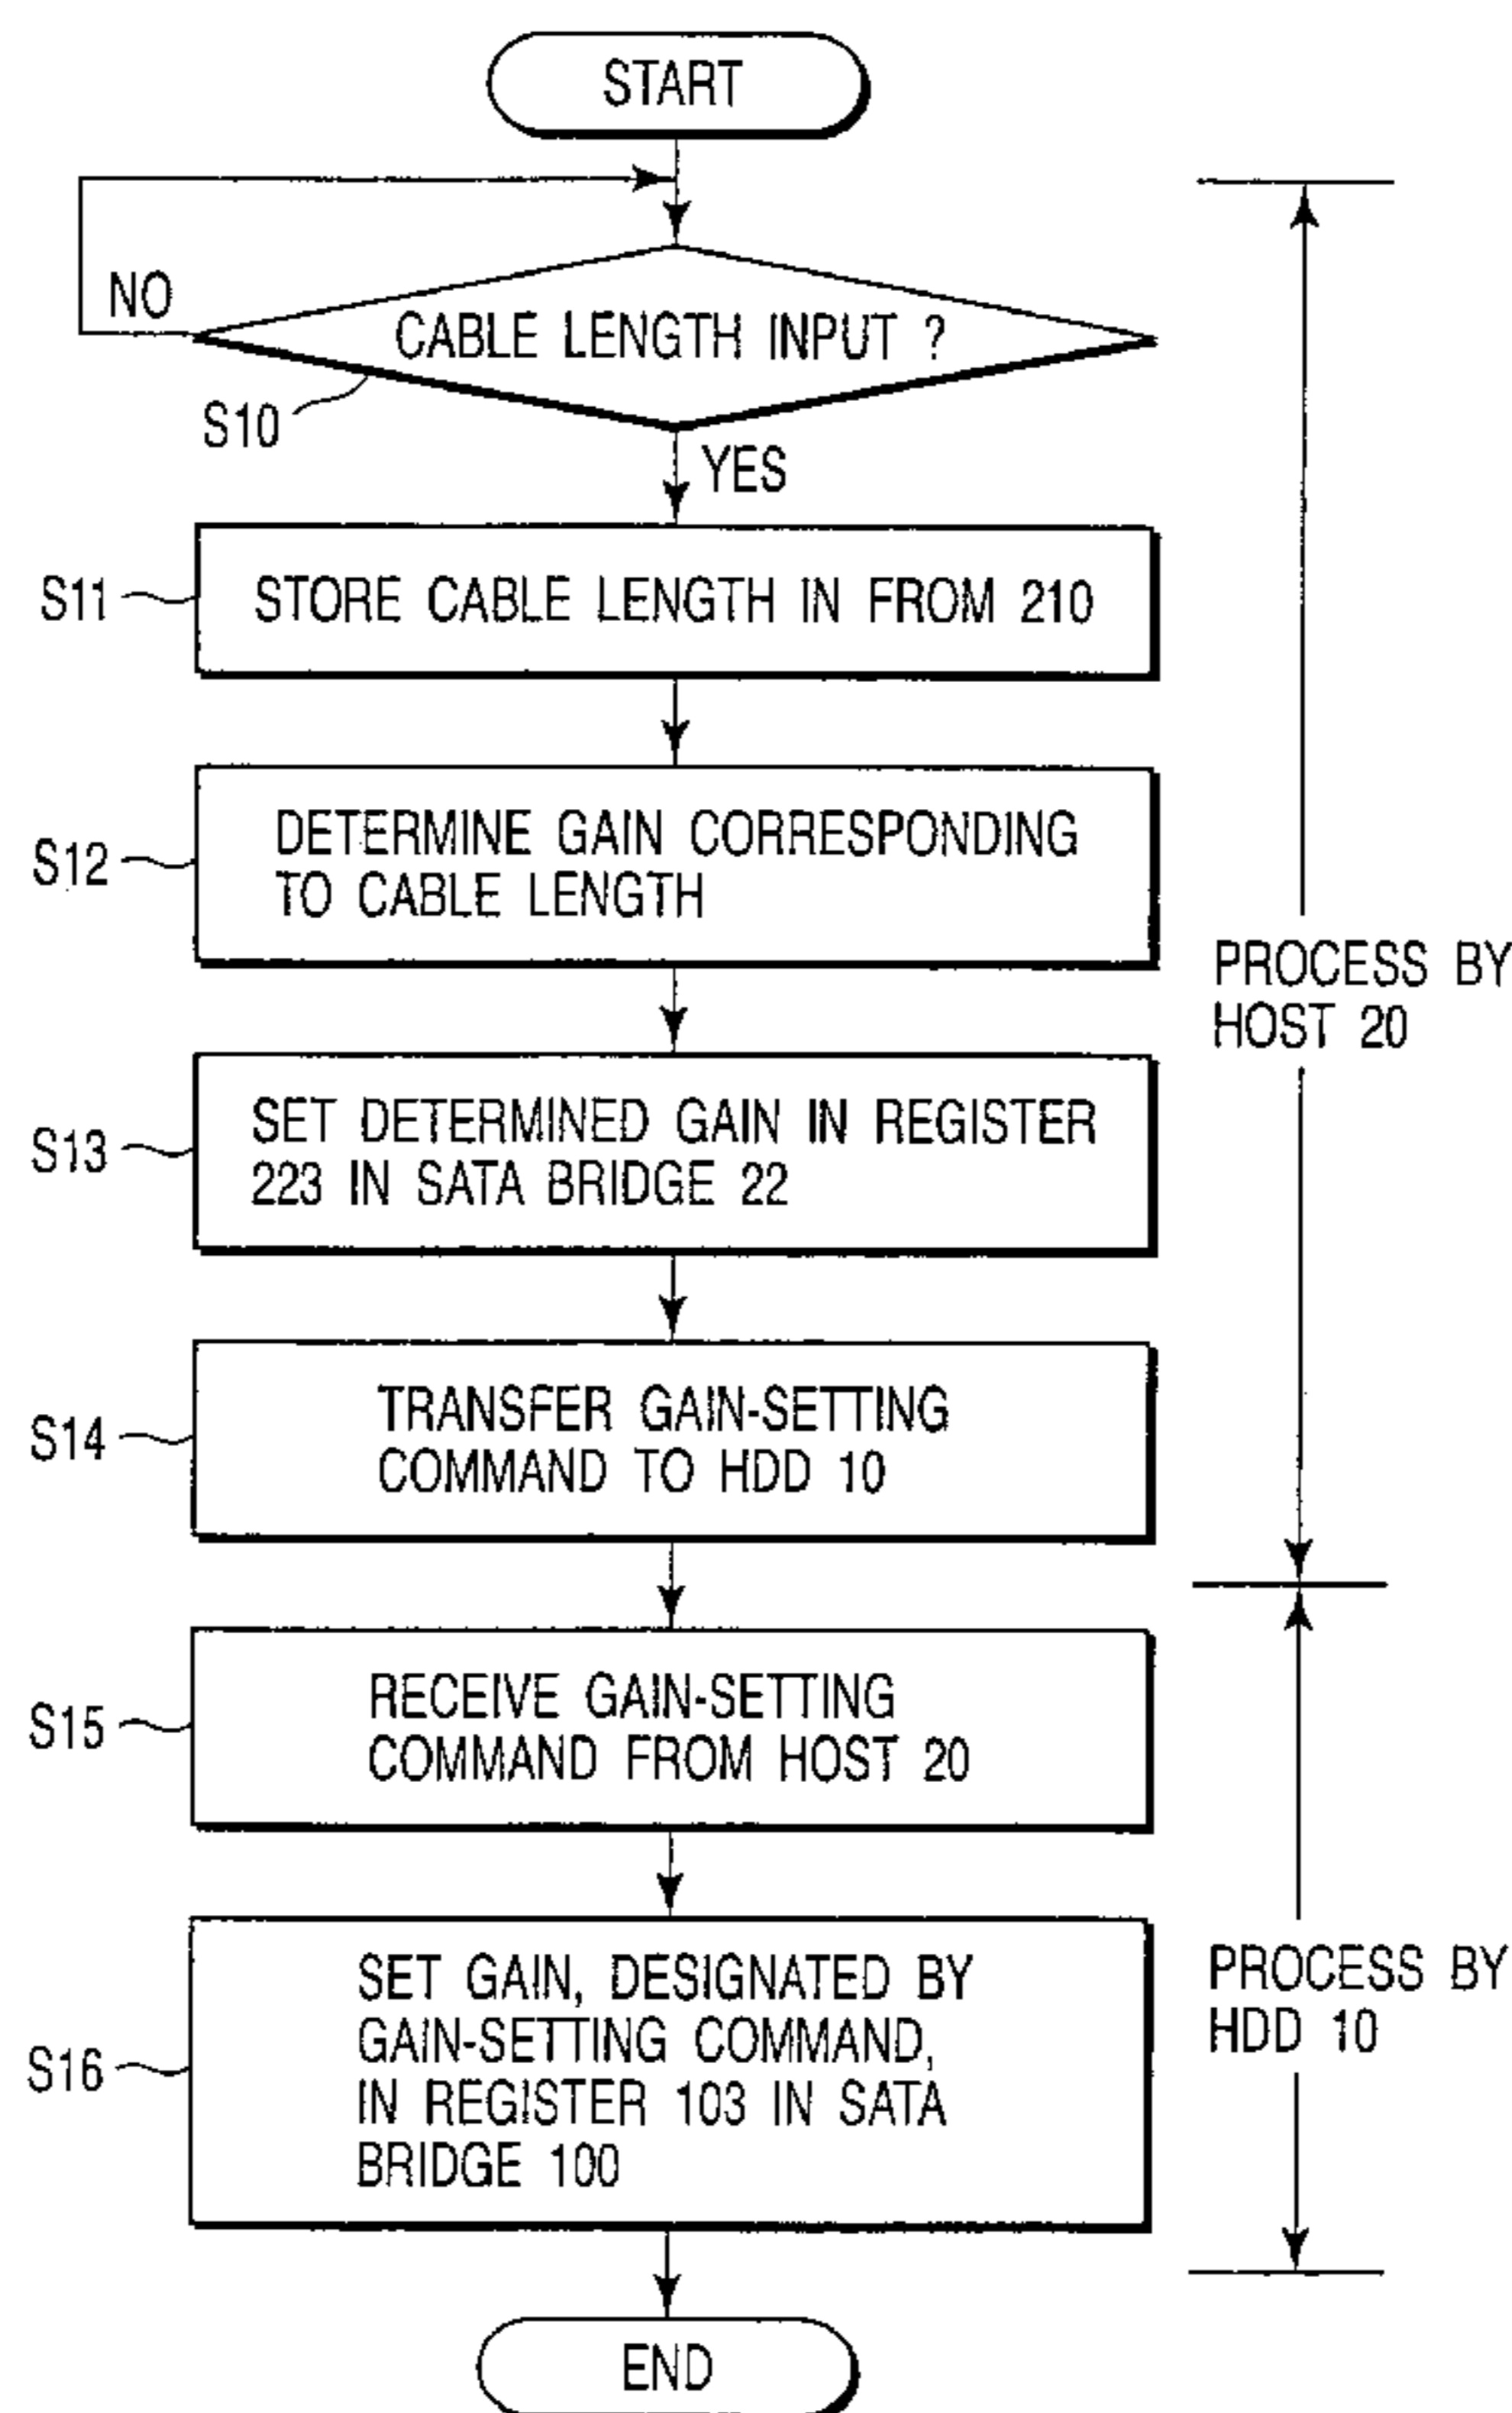 START
NO
CABLE LENGTH INPUT ?
S10
YES
S11
STORE CABLE LENGTH IN FROM 210
S12
DETERMINE GAIN CORRESPONDING
TO CABLE LENGTH
PROCESS BY
HOST 20
S13
SET DETERMINED GAIN IN REGISTER
223 IN SATA BRIDGE 22
S14
TRANSFER GAIN-SETTING
COMMAND TO HDD 10
S15
RECEIVE GAIN-SETTING
COMMAND FROM HOST 20
S16
SET GAIN, DESIGNATED BY
GAIN-SETTING COMMAND,
IN REGISTER 103 IN SATA
BRIDGE 100
PROCESS BY
HDD 10
END